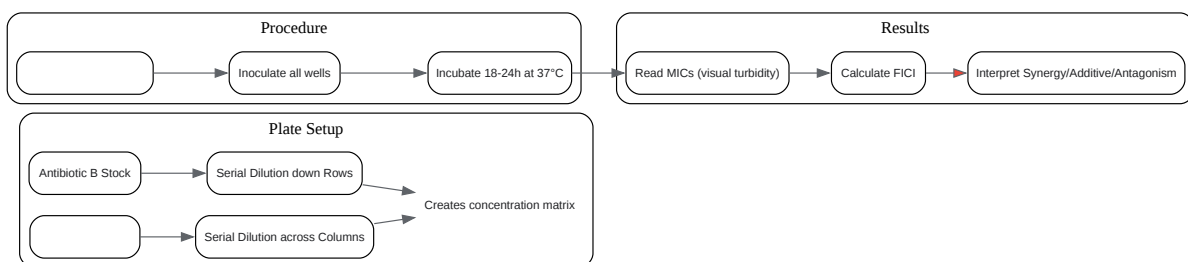 Procedure
Inoculate all wells
Incubate 18-24h at 37°C
Results
Read MICs (visual turbidity)
Calculate FICI
Interpret Synergy/Additive/Antagonism
Plate Setup
Antibiotic B Stock
Serial Dilution down Rows
Creates concentration matrix
Serial Dilution across Columns